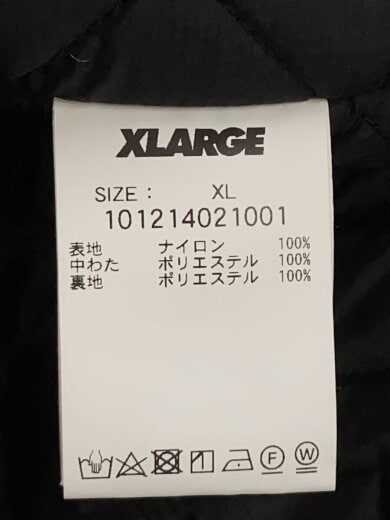 XLARGE
SIZE : XL
101214021001
表地 ナイロン 100%
中わた ポリエステル 100%
裏地 ポリエステル 100%
F W